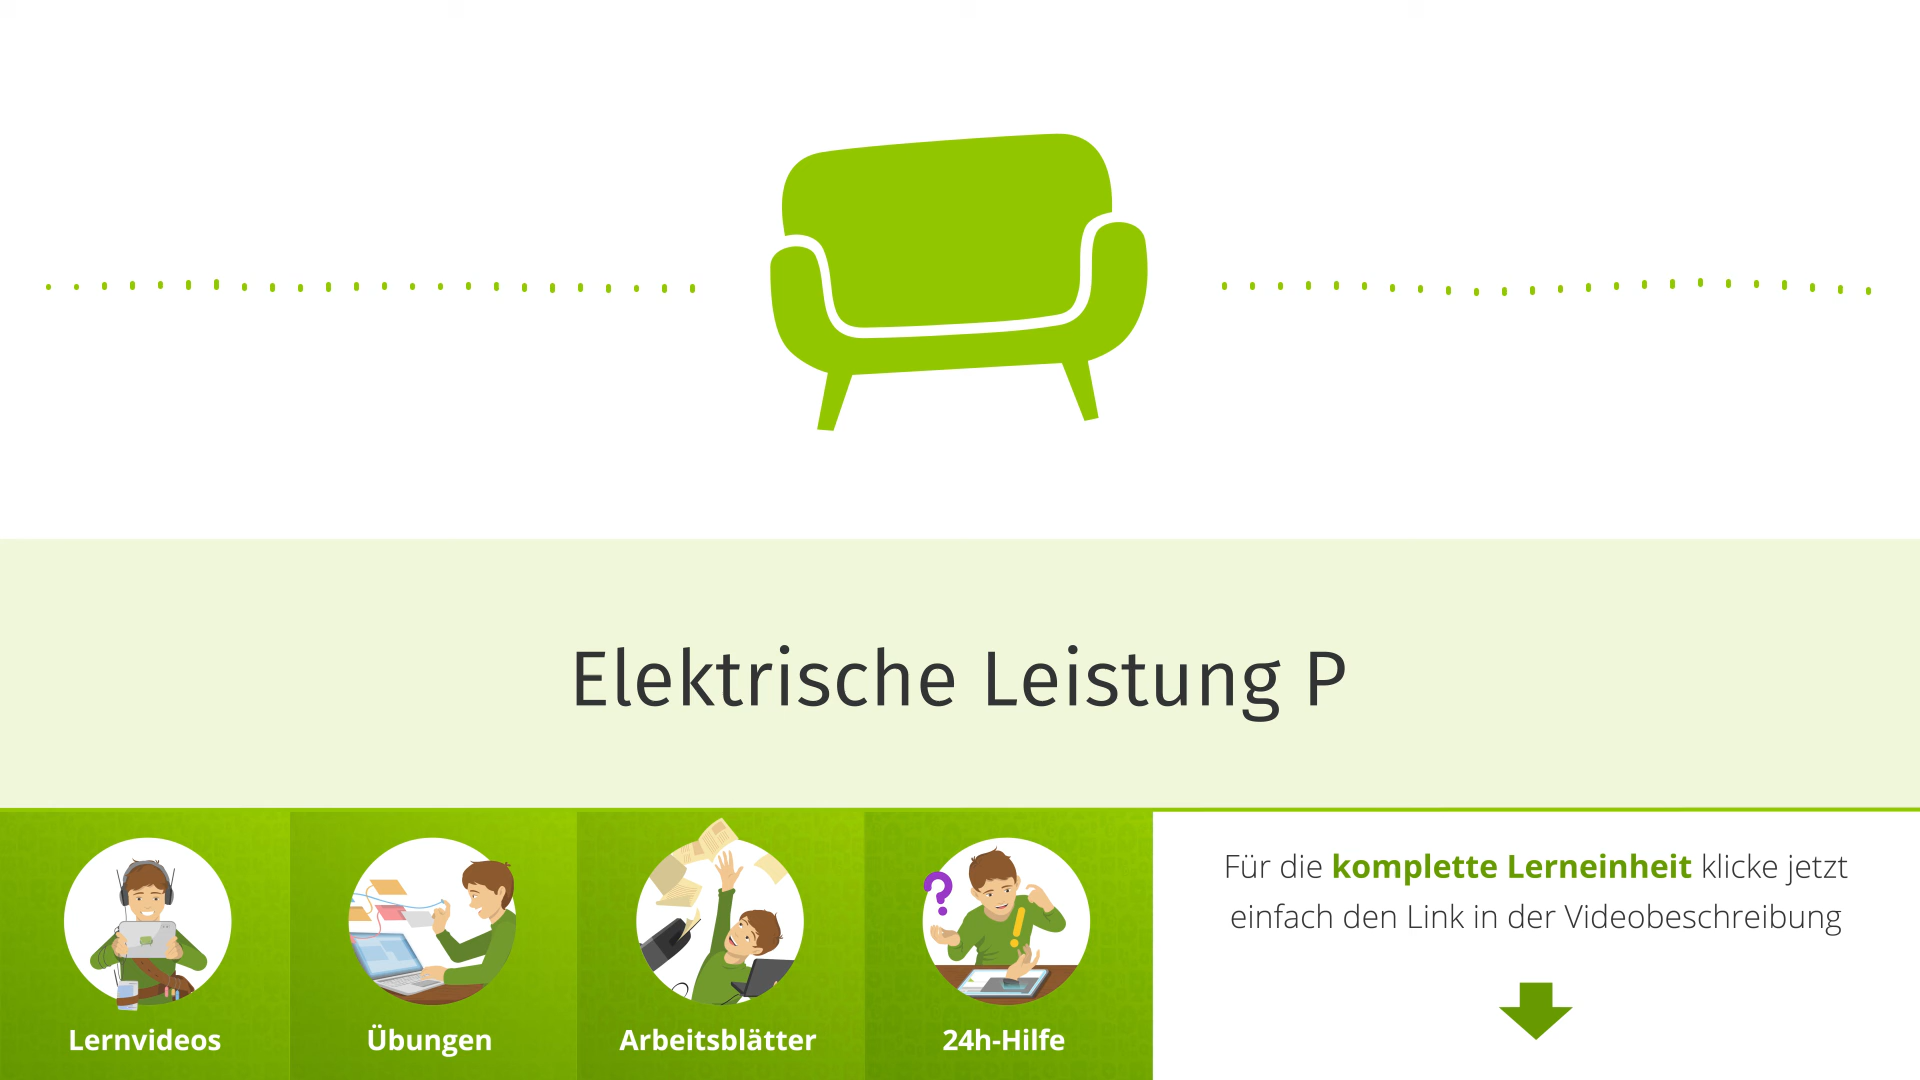 Elektrische Leistung P
Lernvideos
Übungen
Arbeitsblätter
24h-Hilfe
Für die komplette Lerneinheit klicke jetzt
einfach den Link in der Videobeschreibung